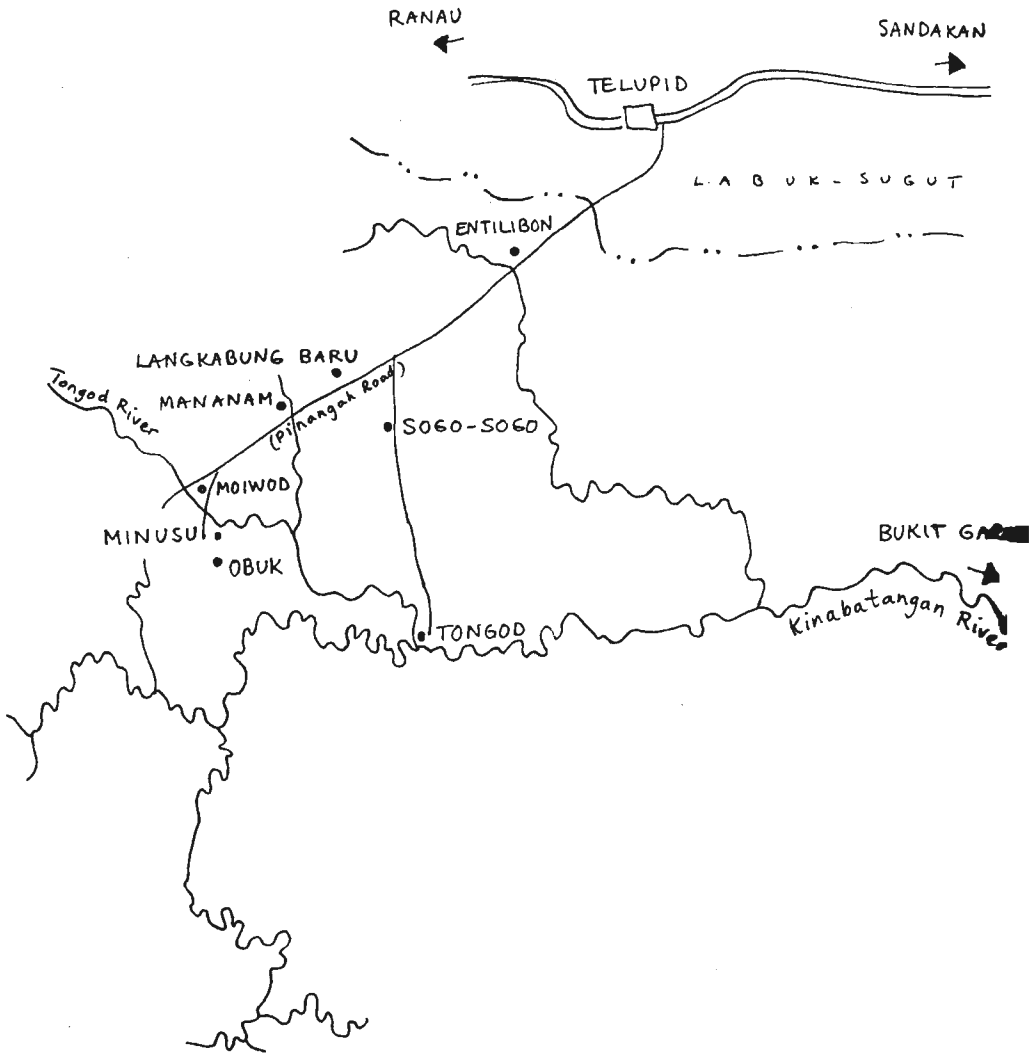 RANAU
SANDAKAN
TELUPID
LABUK-SUGUT
ENTILIBON
LANGKABUNG BARU
Tongod River
MANANAM
(Pinangah Road)
SOGO-SOGO
MOIWOD
MINUSU
OBUK
BUKIT
TONGOD
Kinabatangan River